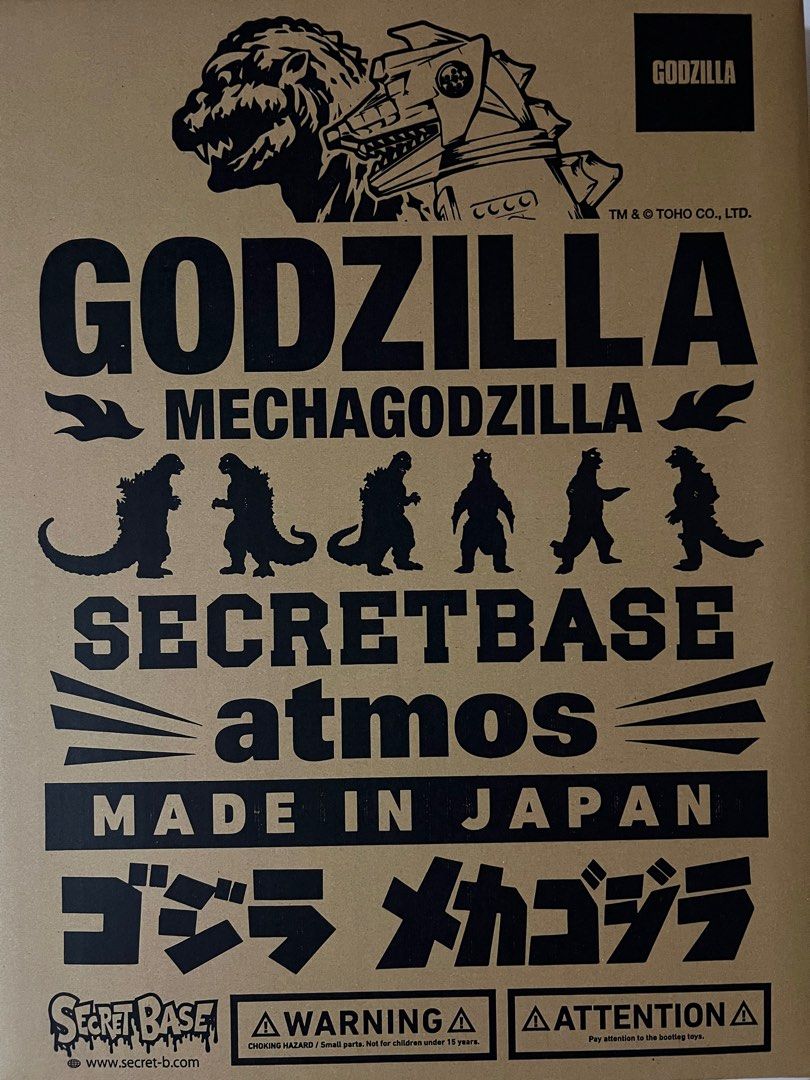 GODZILLA
TM & © TOHO CO., LTD.
GODZILLA
MECHAGODZILLA
SECRETBASE
atmos
MADE IN JAPAN
ゴジラ メカゴジラ
SECRET BASE
www.secret-b.com
WARNING
CHOKING HAZARD / Small parts. Not for children under 15 years.
ATTENTION
Pay attention to the bootleg toys.